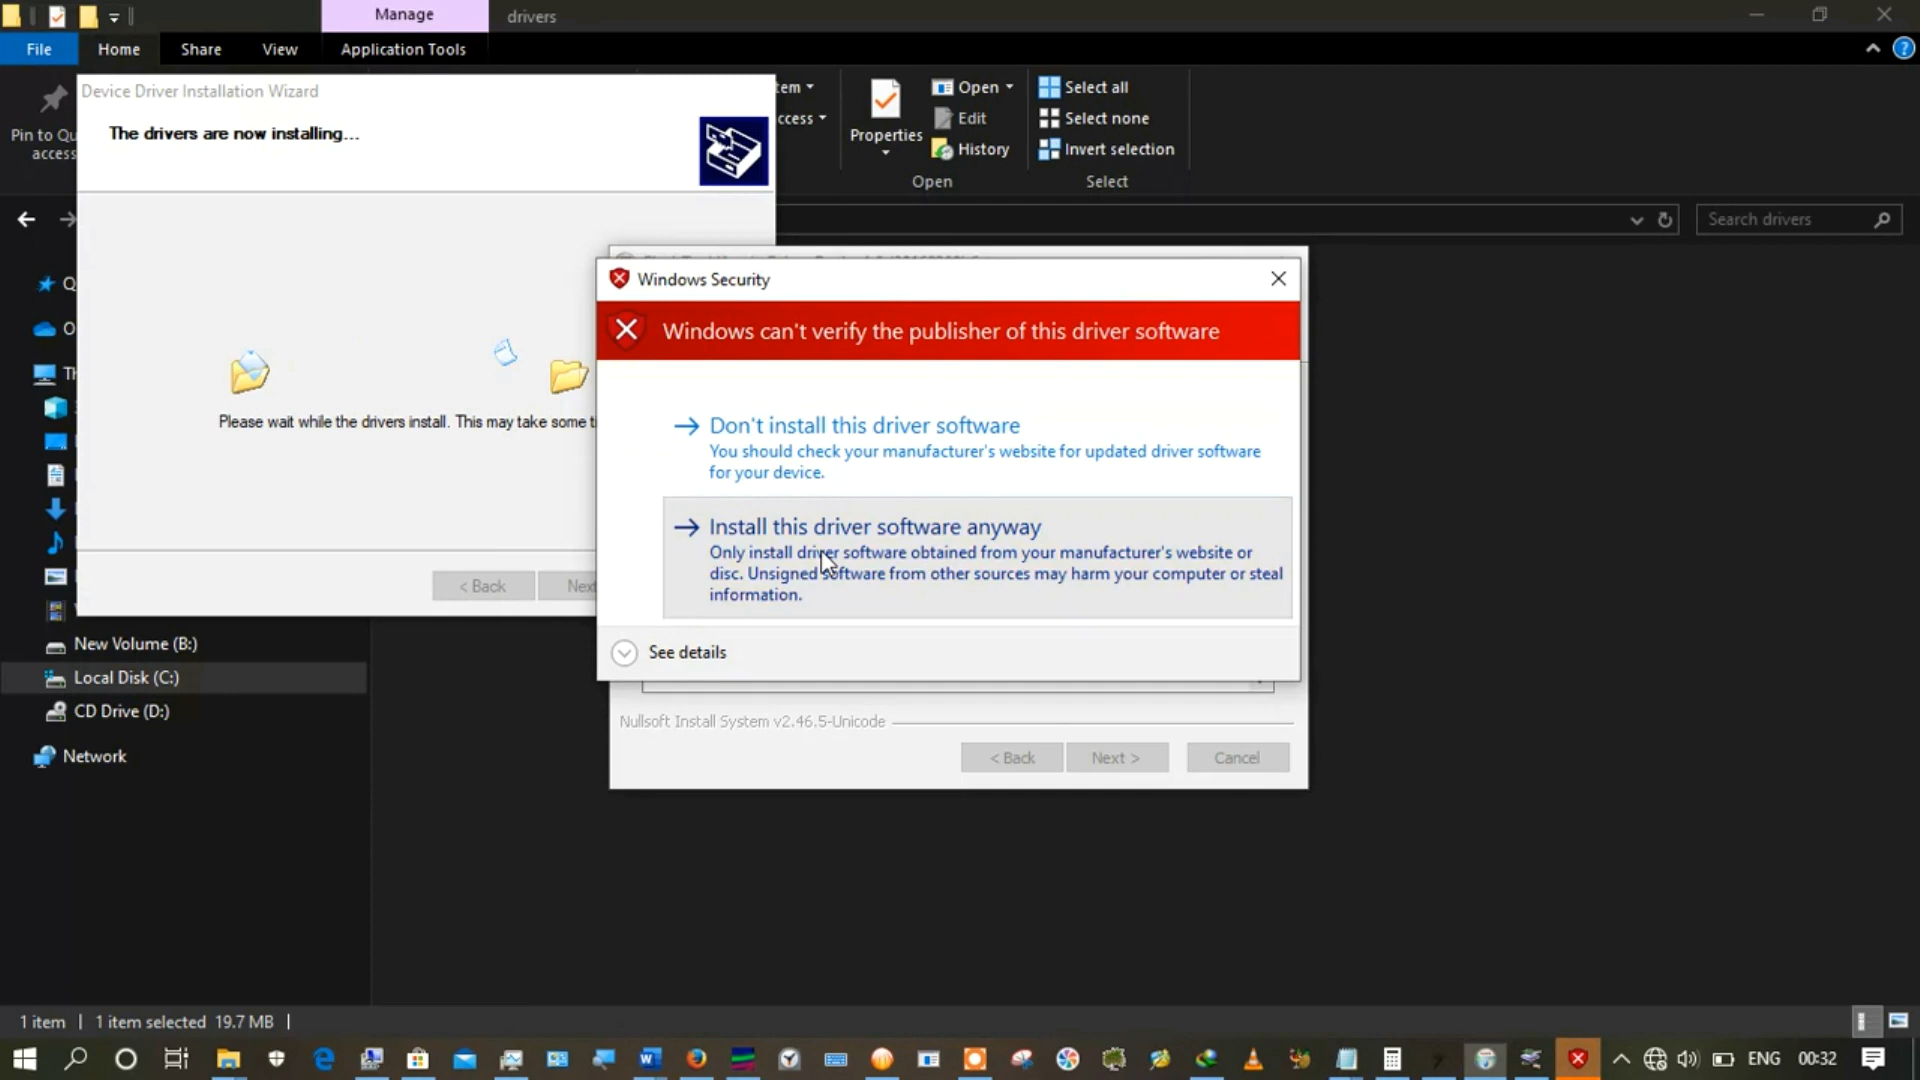 Manage
drivers
File
Home
Share
View
Application Tools
Device Driver Installation Wizard
The drivers are now installing...
Pin to Qu
access
Properties
Open
Edit
History
Open
Select all
Select none
Invert selection
Select
Search drivers
Please wait while the drivers install. This may take some
< Back
Next
Windows Security
Windows can't verify the publisher of this driver software
Don't install this driver software
You should check your manufacturer's website for updated driver software
for your device.
Install this driver software anyway
Only install driver software obtained from your manufacturer's website or
disc. Unsigned software from other sources may harm your computer or steal
information.
See details
New Volume (B:)
Local Disk (C:)
CD Drive (D:)
Network
Nullsoft Install System v2.46.5-Unicode
< Back
Next >
Cancel
1 item
1 item selected 19.7 MB
ENG
00:32